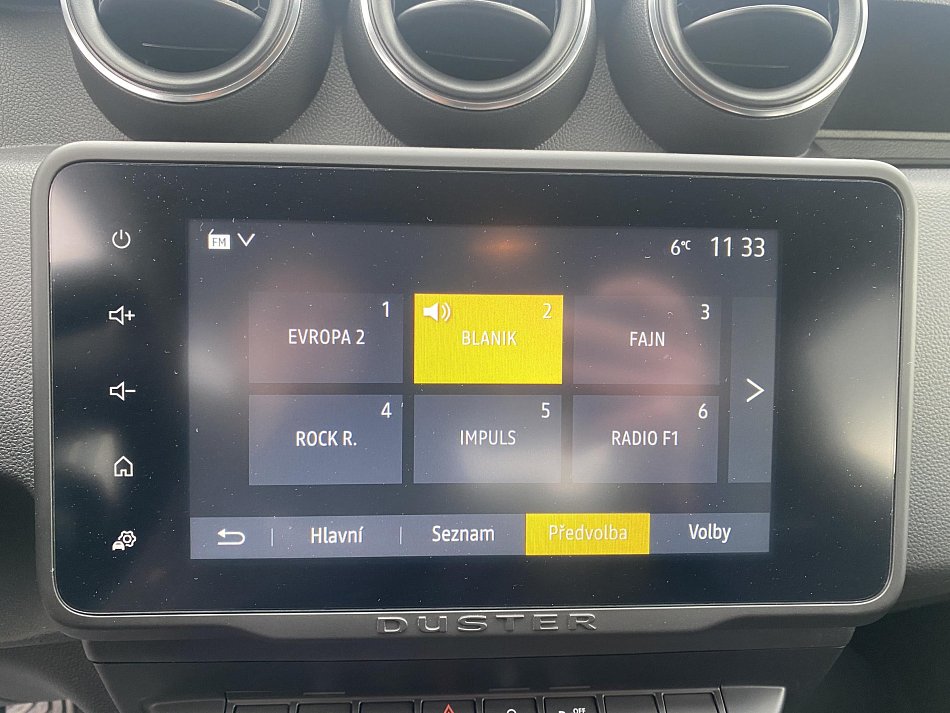 FM
6°C 11 33
1
EVROPA 2
2
BLANIK
3
FAJN
4
ROCK R.
5
IMPULS
6
RADIO F1
Hlavní
Seznam
Předvolba
Volby
DUSTER
OFF